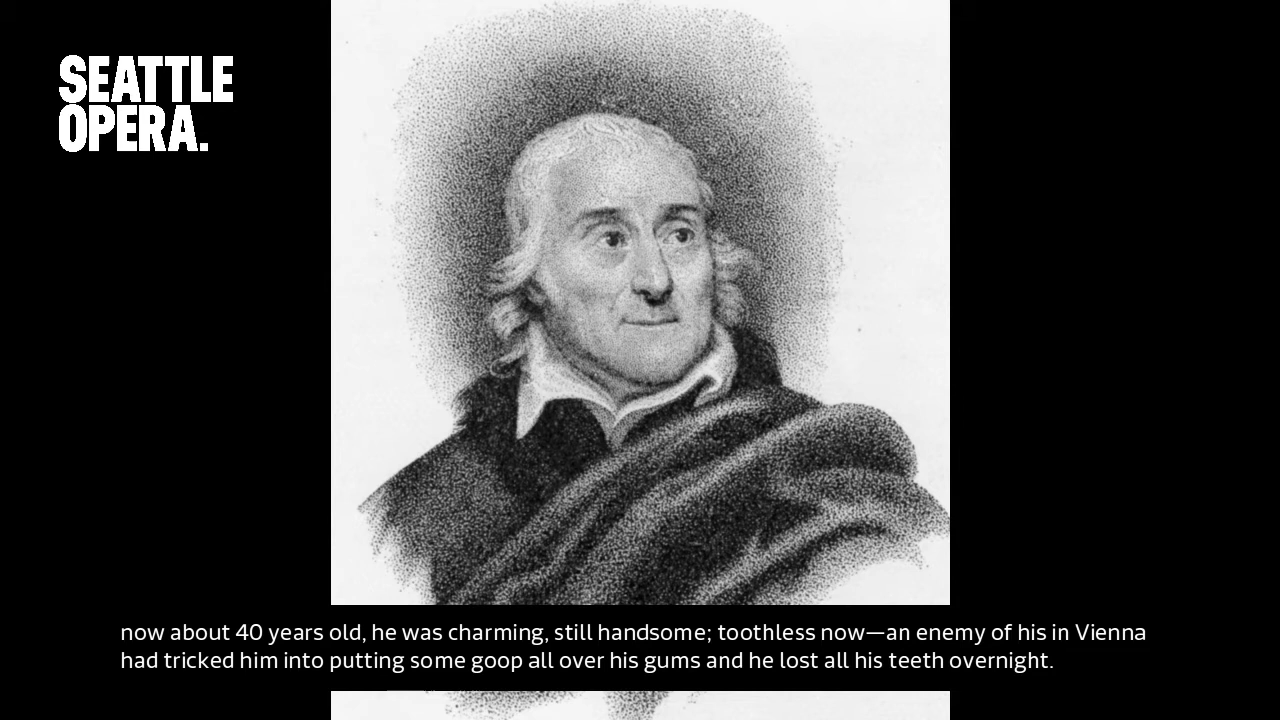 SEATTLE
OPERA.
now about 40 years old, he was charming, still handsome; toothless now—an enemy of his in Vienna
had tricked him into putting some goop all over his gums and he lost all his teeth overnight.